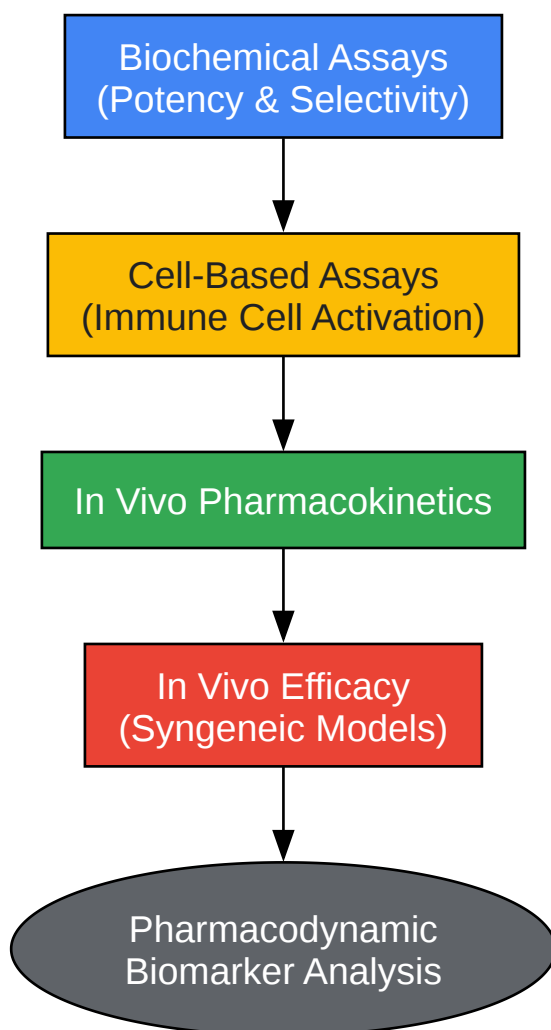 Biochemical Assays
(Potency & Selectivity)
Cell-Based Assays
(Immune Cell Activation)
In Vivo Pharmacokinetics
In Vivo Efficacy
(Syngeneic Models)
Pharmacodynamic
Biomarker Analysis